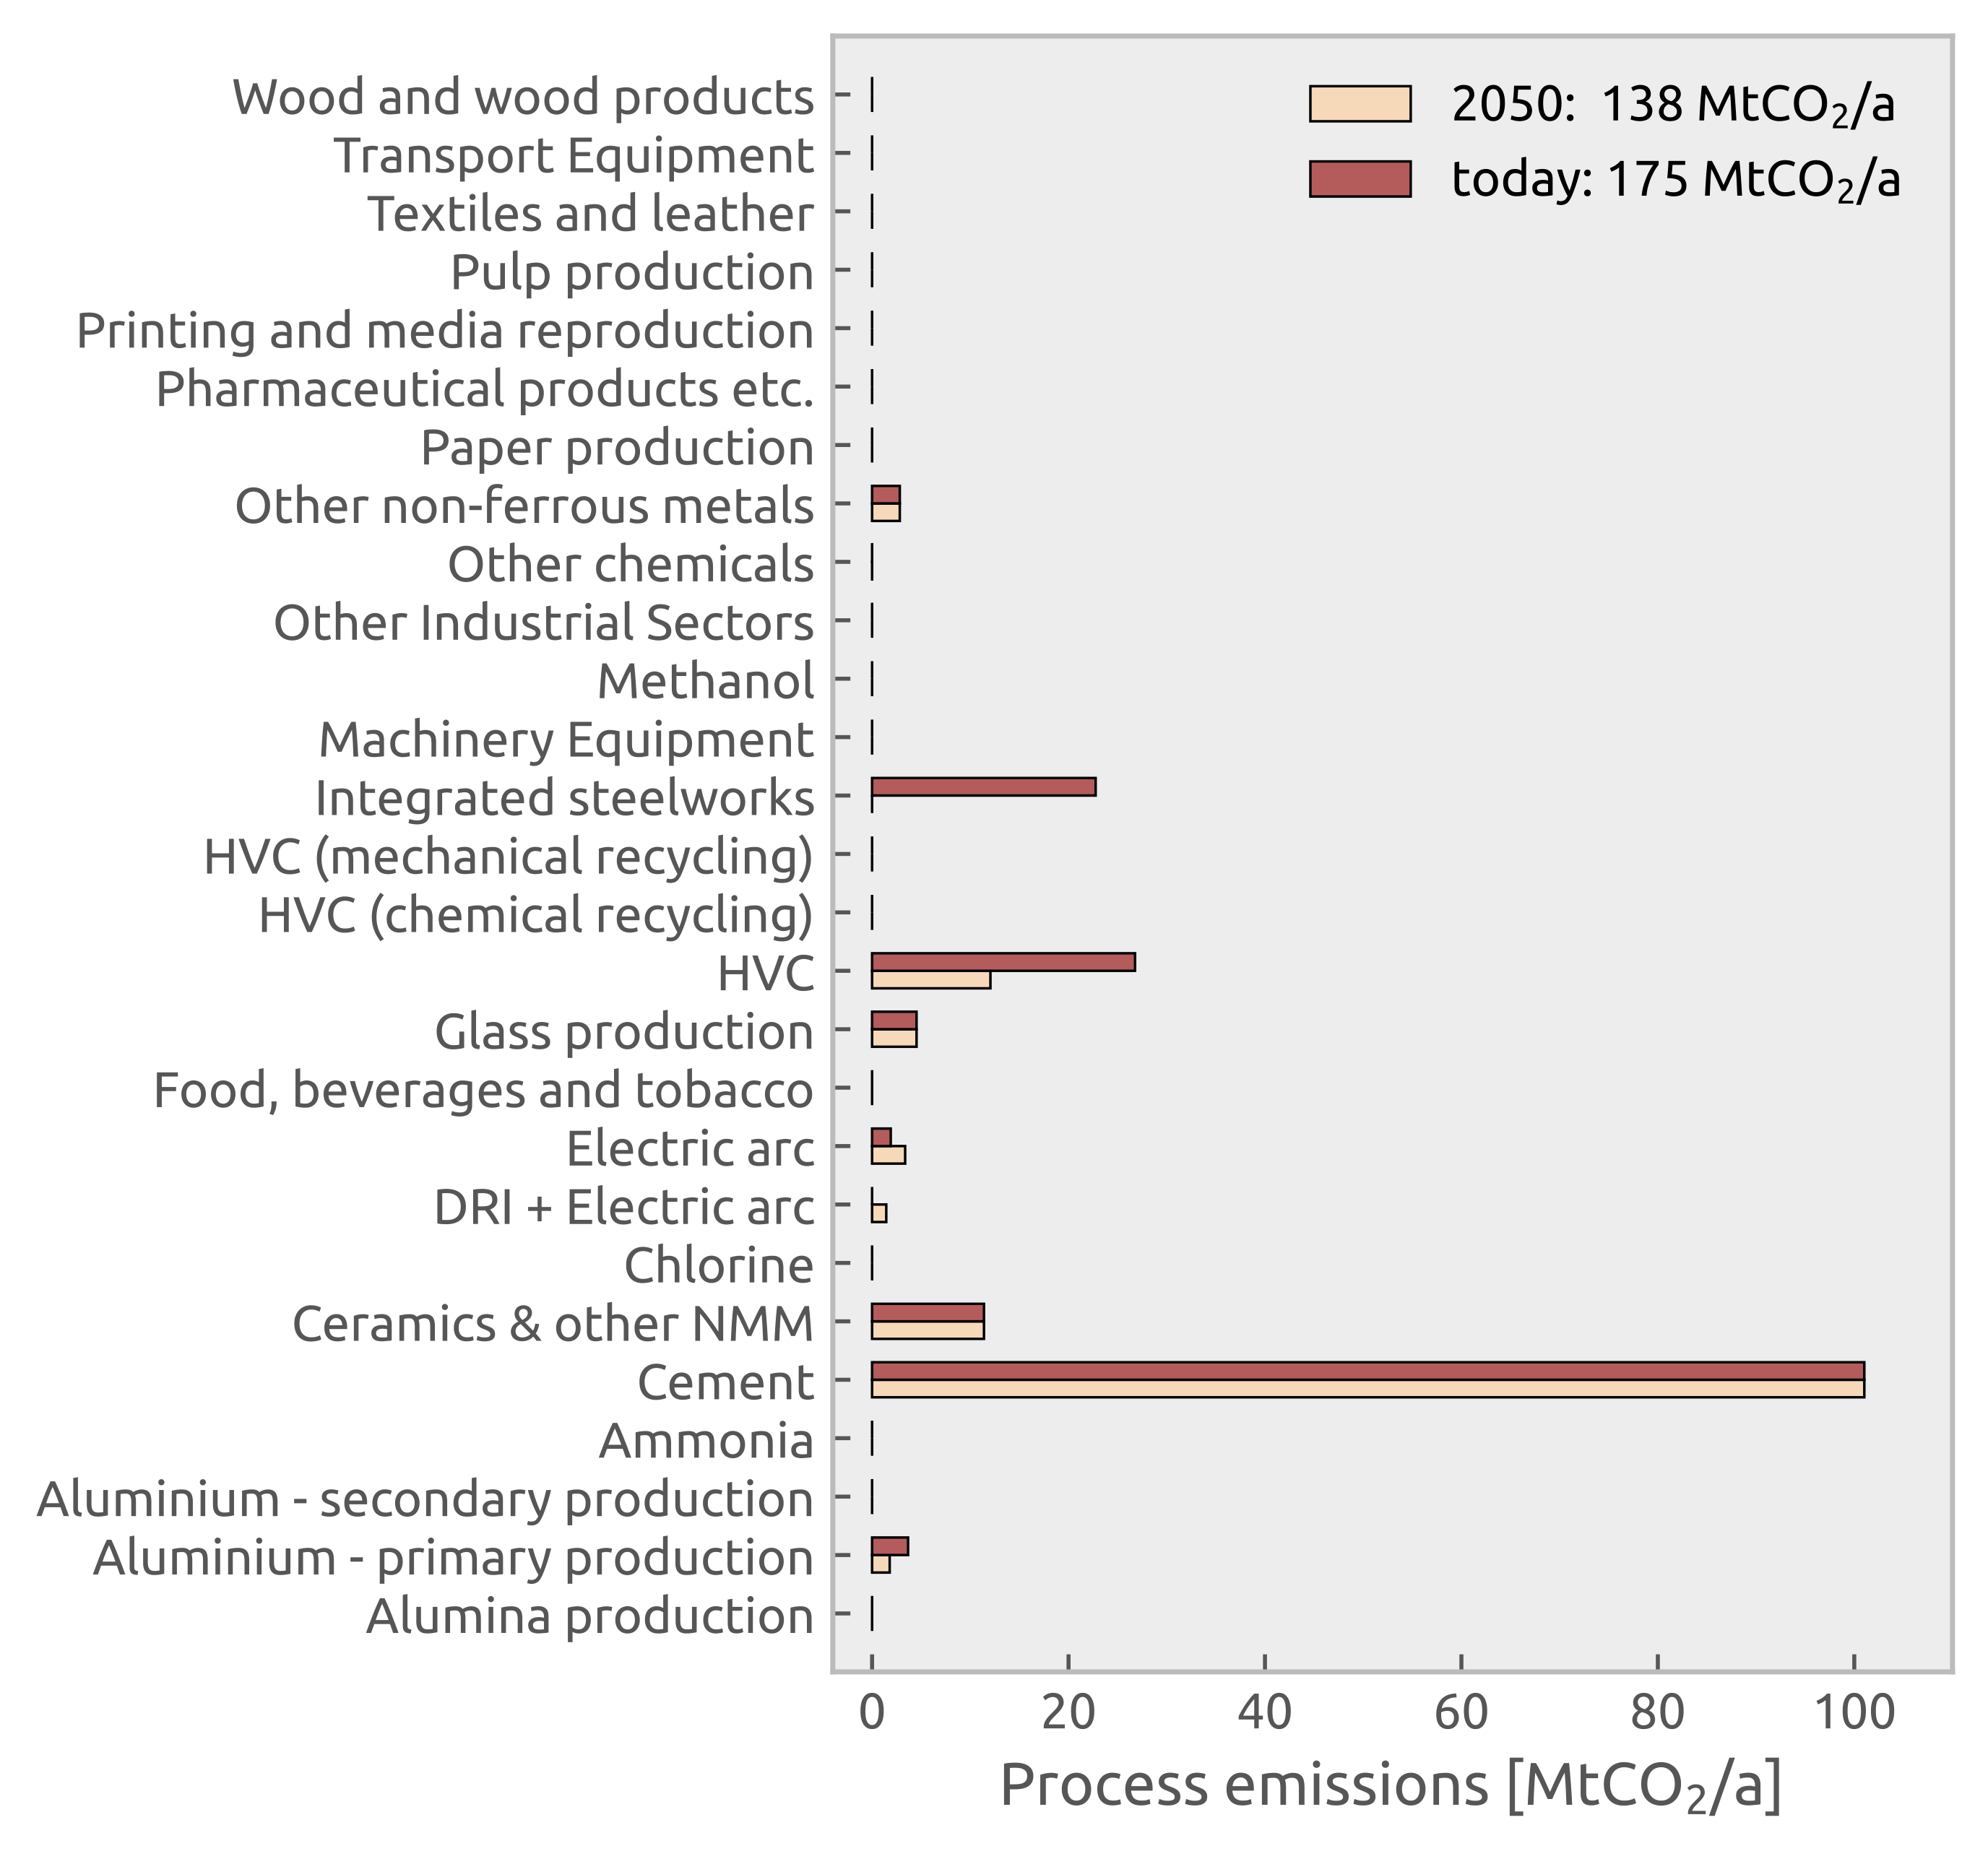 2050: 138 MtCO₂/a
today: 175 MtCO₂/a
Wood and wood products
Transport Equipment
Textiles and leather
Pulp production
Printing and media reproduction
Pharmaceutical products etc.
Paper production
Other non-ferrous metals
Other chemicals
Other Industrial Sectors
Methanol
Machinery Equipment
Integrated steelworks
HVC (mechanical recycling)
HVC (chemical recycling)
HVC
Glass production
Food, beverages and tobacco
Electric arc
DRI + Electric arc
Chlorine
Ceramics & other NMM
Cement
Ammonia
Aluminium - secondary production
Aluminium - primary production
Alumina production
0 20 40 60 80 100
Process emissions [MtCO₂/a]